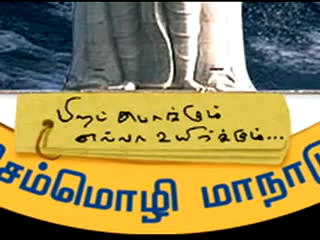 பிறப் பொக்கும்
எல்லா உயிர்க்கும்...
செம்மொழி மாநாடு